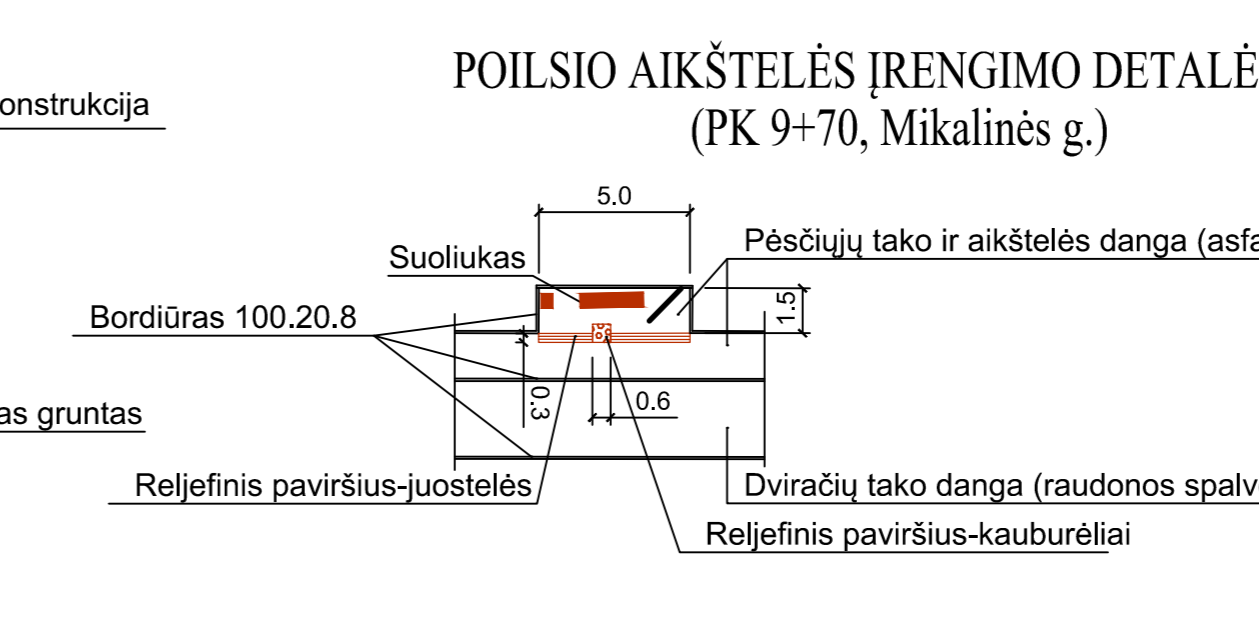 POILSIO AIKŠTELĖS ĮRENGIMO DETALĖ
(PK 9+70, Mikalinės g.)
onstrukcija
5.0
Suoliukas
Pėsčiųjų tako ir aikštelės danga (asfa
1.5
Bordiūras 100.20.8
0.3
0.6
as gruntas
Reljefinis paviršius-juostelės
Dviračių tako danga (raudonos spalv
Reljefinis paviršius-kauburėliai